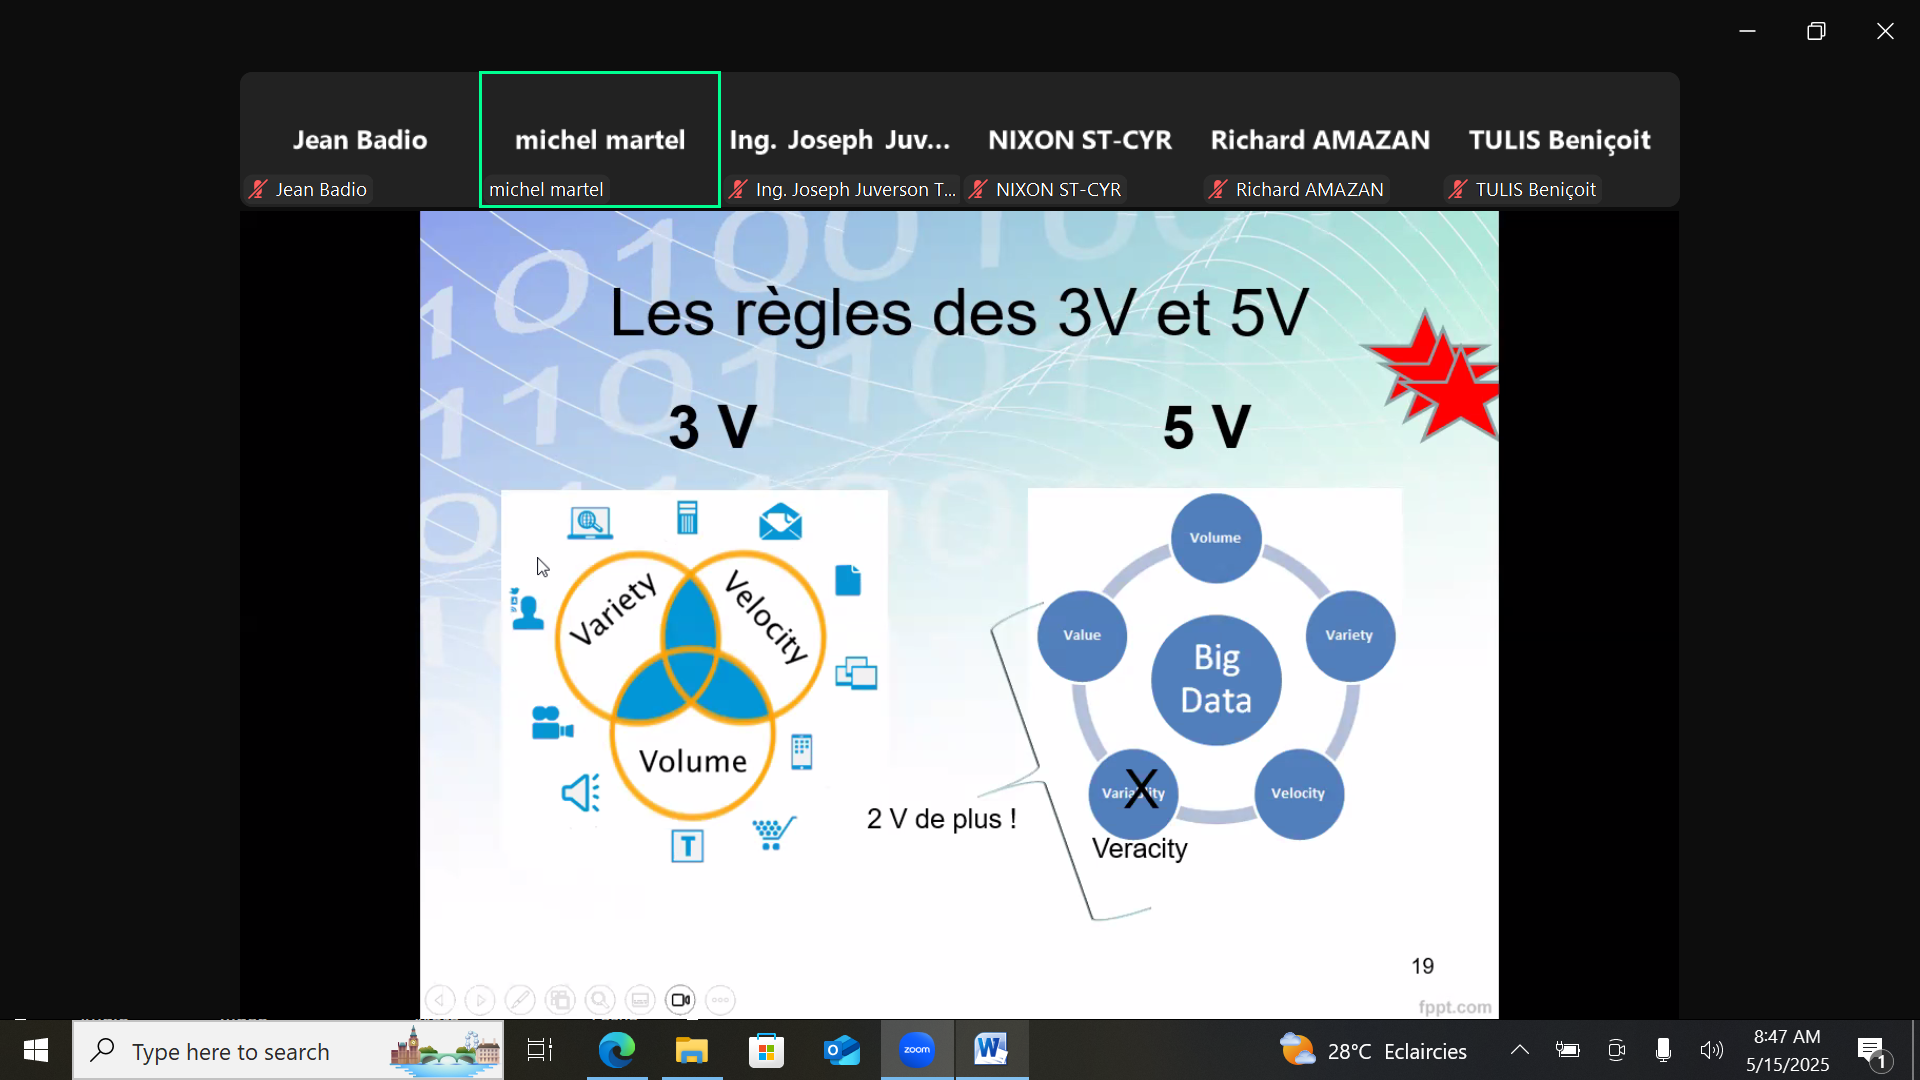 Jean Badio
michel martel
Ing. Joseph Juv...
NIXON ST-CYR
Richard AMAZAN
TULIS Beniçoit
Jean Badio
michel martel
Ing. Joseph Juverson T...
NIXON ST-CYR
Richard AMAZAN
TULIS Beniçoit
Les règles des 3V et 5V
3 V
5 V
Variety
Velocity
Volume
T
Volume
Value
Variety
Big
Data
X
Velocity
2 V de plus !
Veracity
19
fppt.com
Type here to search
zoom
28°C Eclaircies
8:47 AM
5/15/2025
1